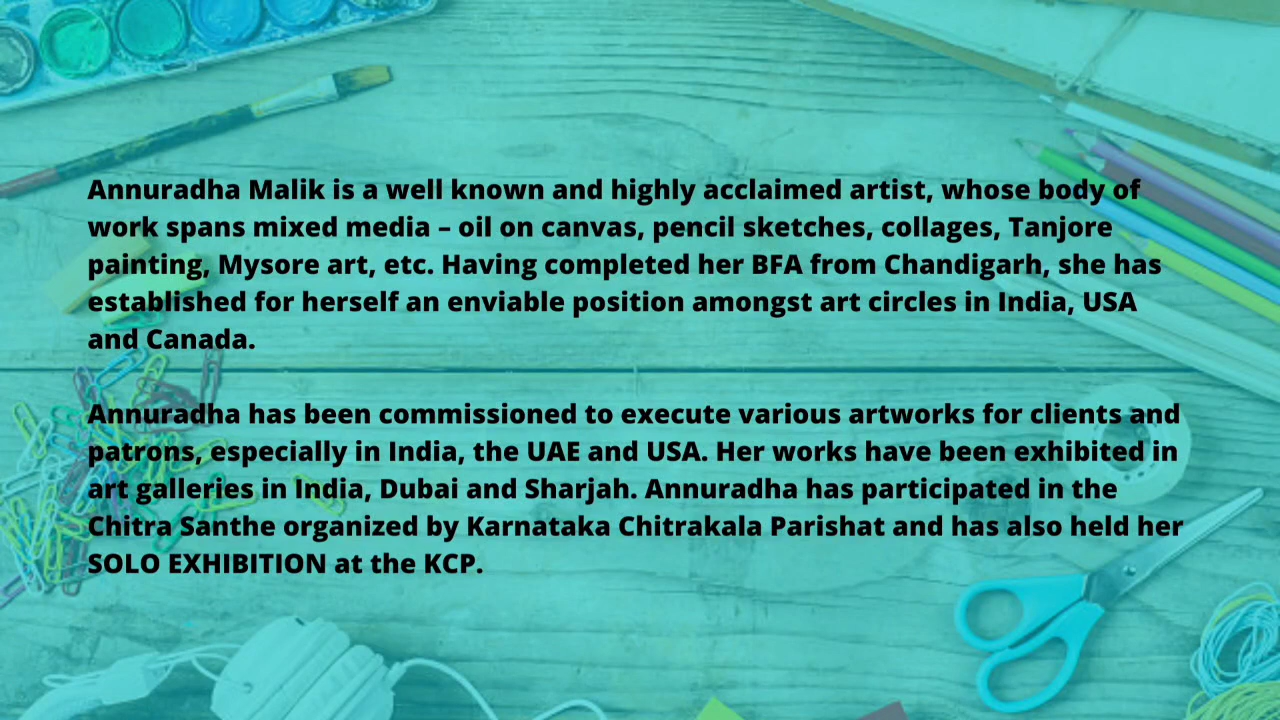 Annuradha Malik is a well known and highly acclaimed artist, whose body of
work spans mixed media – oil on canvas, pencil sketches, collages, Tanjore
painting, Mysore art, etc. Having completed her BFA from Chandigarh, she has
established for herself an enviable position amongst art circles in India, USA
and Canada.
Annuradha has been commissioned to execute various artworks for clients and
patrons, especially in India, the UAE and USA. Her works have been exhibited in
art galleries in India, Dubai and Sharjah. Annuradha has participated in the
Chitra Santhe organized by Karnataka Chitrakala Parishat and has also held her
SOLO EXHIBITION at the KCP.